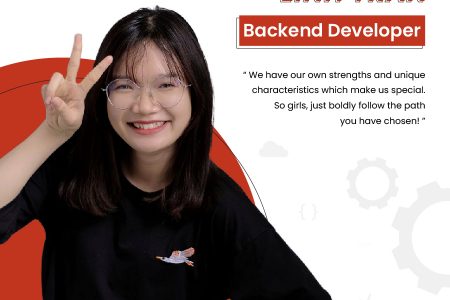 Backend Developer
“ We have our own strengths and unique
characteristics which make us special.
So girls, just boldly follow the path
you have chosen! ”
{ }